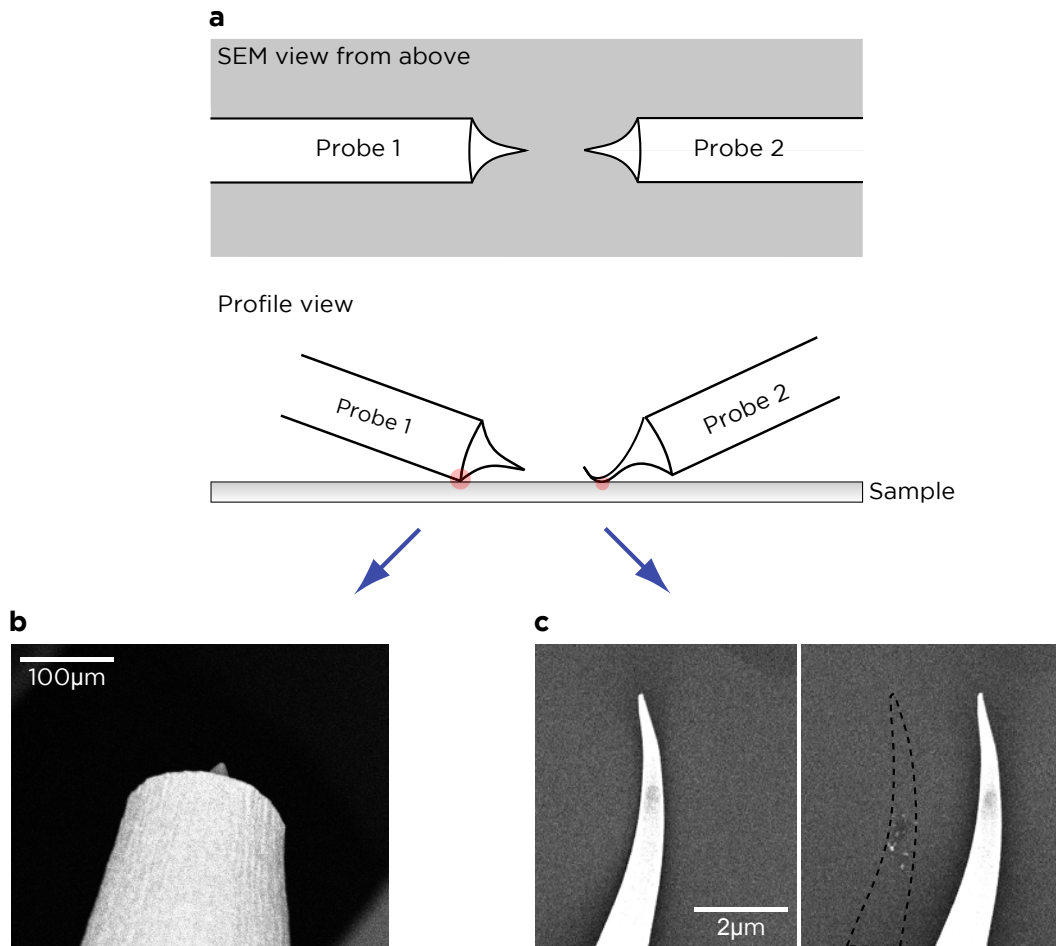 a
SEM view from above
Probe 1
Probe 2
Profile view
Probe 1
Probe 2
Sample
b
100µm
c
2µm